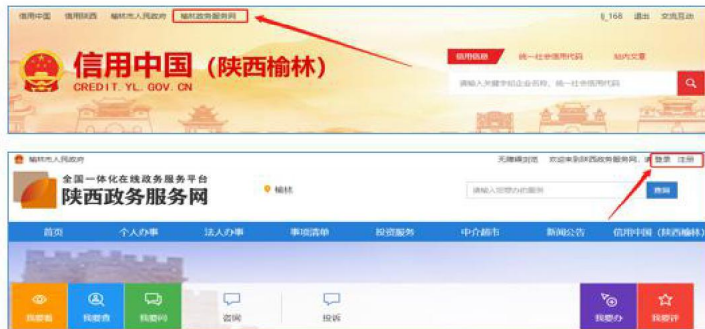 信用中国 信用陕西 榆林市人民政府 榆林政务服务网 lj_168 退出 交流互动
信用中国（陕西榆林）
CREDIT.YL.GOV.CN
信用信息 统一社会信用代码 站内文章
请输入关键字如企业名称、统一社会信用代码
榆林市人民政府 无障碍浏览 欢迎来到陕西政务服务网，请 登录 注册
全国一体化在线政务服务平台
陕西政务服务网
榆林
请输入您想办的服务 查询
首页 个人办事 法人办事 事项清单 投资服务 中介超市 新闻公告 信用中国（陕西榆林）
我要看 我要查 我要问 咨询 投诉 我要办 我要评